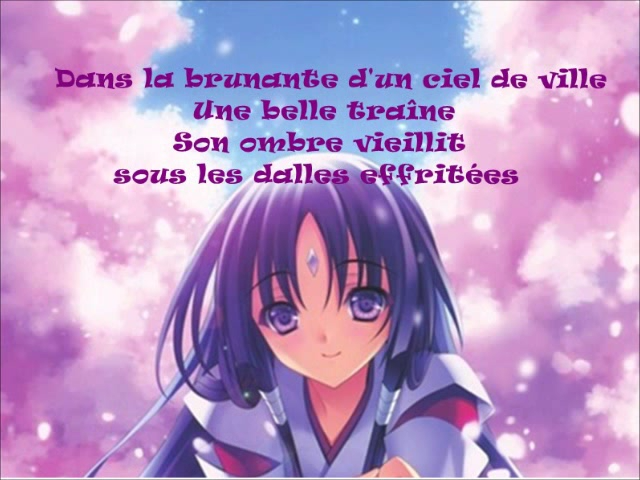 Dans la brunante d'un ciel de ville
Une belle traîne
Son ombre vieillit
sous les dalles effritées